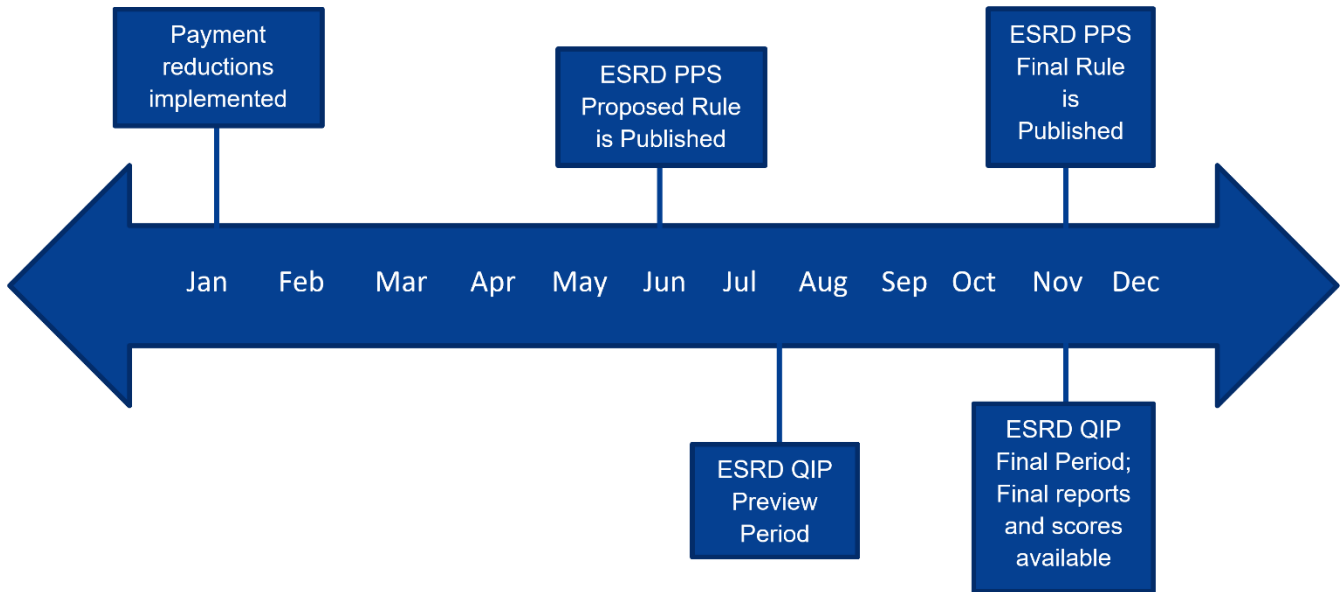 Payment
reductions
implemented
ESRD PPS
Proposed Rule
is Published
ESRD PPS
Final Rule
is
Published
Jan Feb Mar Apr May Jun Jul Aug Sep Oct Nov Dec
ESRD QIP
Preview
Period
ESRD QIP
Final Period;
Final reports
and scores
available